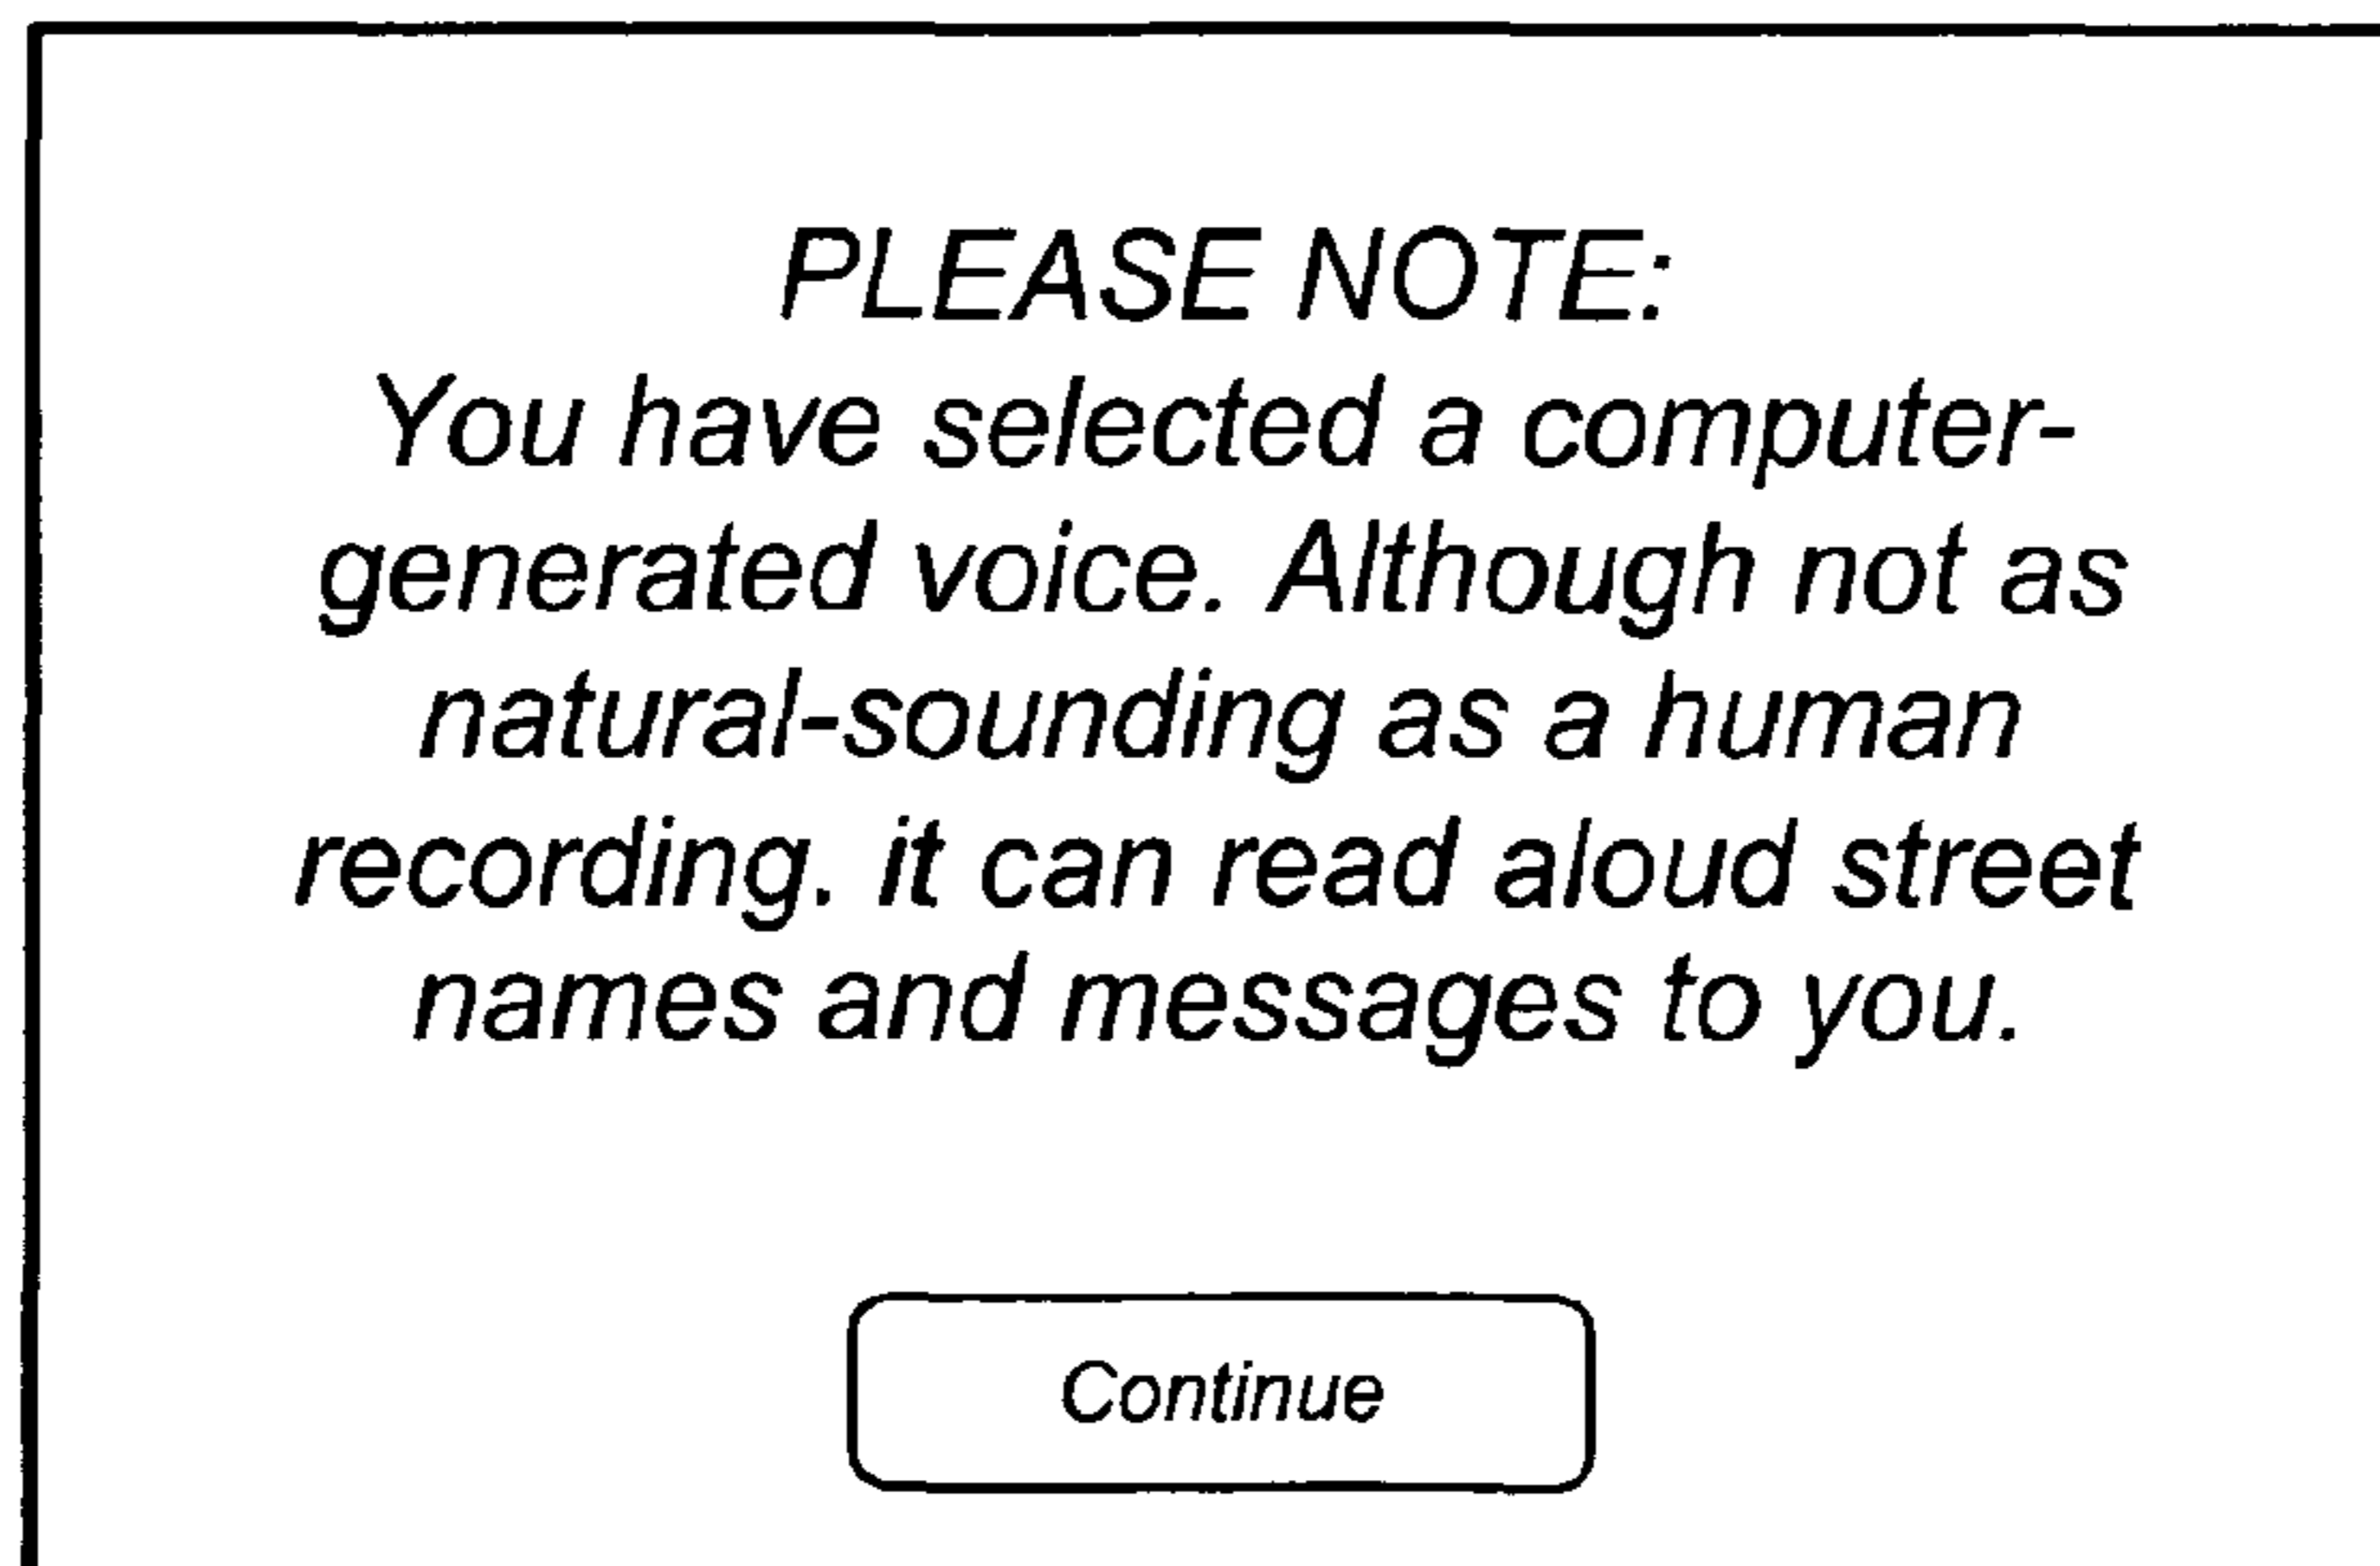 PLEASE NOTE:
You have selected a computer-
generated voice. Although not as
natural-sounding as a human
recording. it can read aloud street
names and messages to you.
Continue